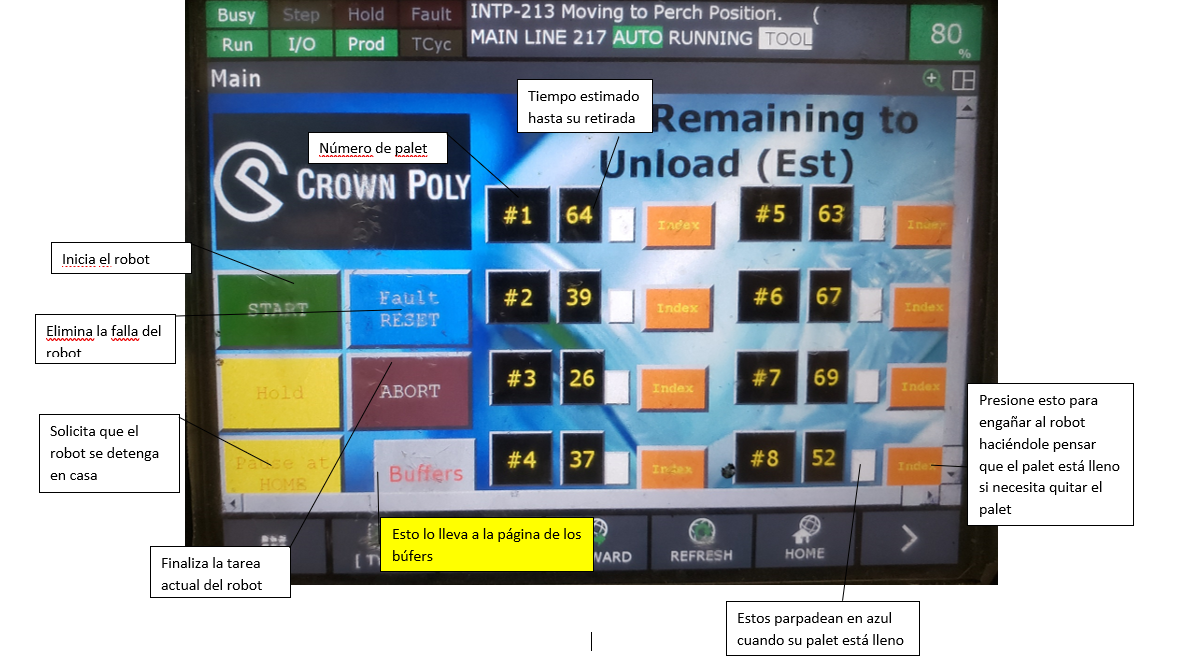 Busy Step Hold Fault
Run I/O Prod TCyc
INTP-213 Moving to Perch Position. (
MAIN LINE 217 AUTO RUNNING TOOL
80 %
Main
Tiempo estimado
hasta su retirada
Remaining to
Unload (Est)
Número de palet
CROWN POLY
#1 64 Index #5 63 Index
Inicia el robot
START Fault
RESET
#2 39 Index #6 67 Index
Elimina la falla del
robot
Hold ABORT
#3 26 Index #7 69 Index
Presione esto para
engañar al robot
haciéndole pensar
que el palet está lleno
si necesita quitar el
palet
Solicita que el
robot se detenga
en casa
Pause at
HOME
Buffers
#4 37 Index #8 52 Index
Esto lo lleva a la página de los
búfers
WARD REFRESH HOME
Finaliza la tarea
actual del robot
Estos parpadean en azul
cuando su palet está lleno